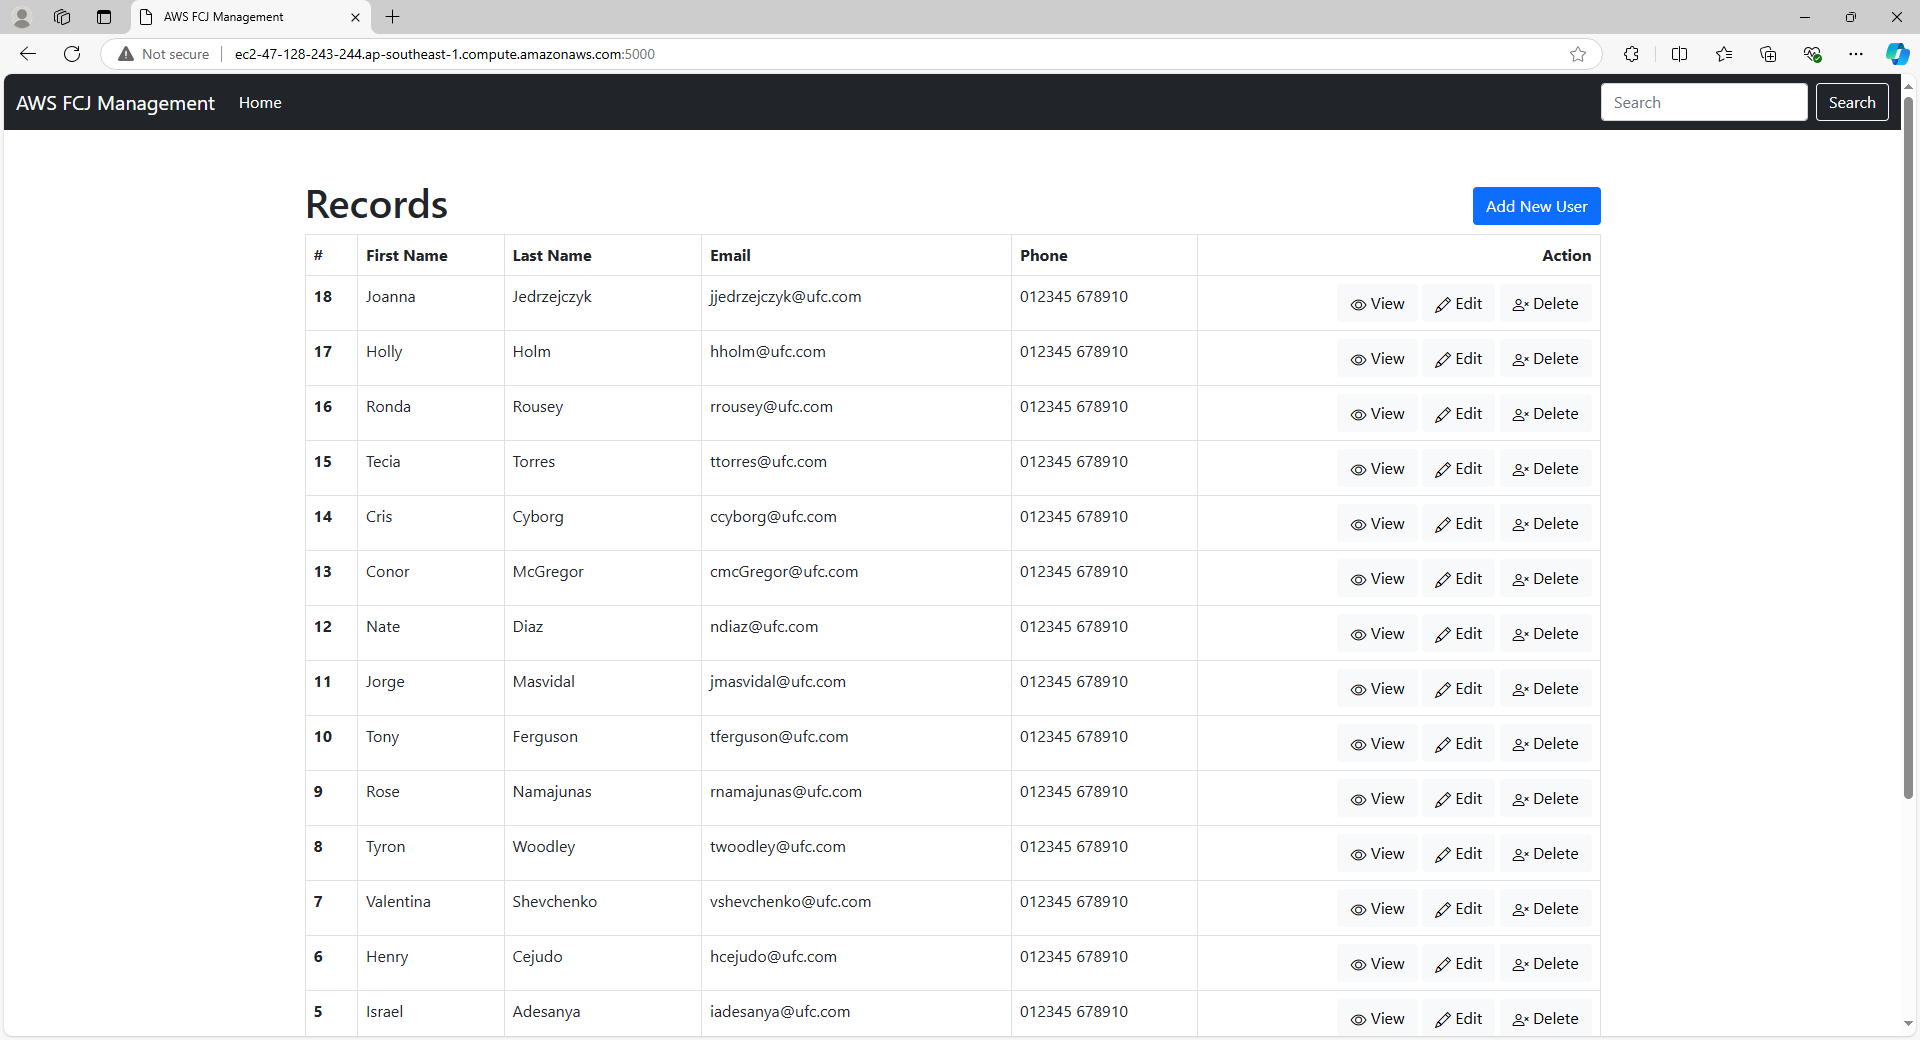 AWS FCJ Management
Not secure ec2-47-128-243-244.ap-southeast-1.compute.amazonaws.com:5000
AWS FCJ Management Home Search Search
Records Add New User
# First Name Last Name Email Phone Action
18 Joanna Jedrzejczyk jjedrzejczyk@ufc.com 012345 678910 View Edit Delete
17 Holly Holm hholm@ufc.com 012345 678910 View Edit Delete
16 Ronda Rousey rrousey@ufc.com 012345 678910 View Edit Delete
15 Tecia Torres ttorres@ufc.com 012345 678910 View Edit Delete
14 Cris Cyborg ccyborg@ufc.com 012345 678910 View Edit Delete
13 Conor McGregor cmcGregor@ufc.com 012345 678910 View Edit Delete
12 Nate Diaz ndiaz@ufc.com 012345 678910 View Edit Delete
11 Jorge Masvidal jmasvidal@ufc.com 012345 678910 View Edit Delete
10 Tony Ferguson tferguson@ufc.com 012345 678910 View Edit Delete
9 Rose Namajunas rnamajunas@ufc.com 012345 678910 View Edit Delete
8 Tyron Woodley twoodley@ufc.com 012345 678910 View Edit Delete
7 Valentina Shevchenko vshevchenko@ufc.com 012345 678910 View Edit Delete
6 Henry Cejudo hcejudo@ufc.com 012345 678910 View Edit Delete
5 Israel Adesanya iadesanya@ufc.com 012345 678910 View Edit Delete